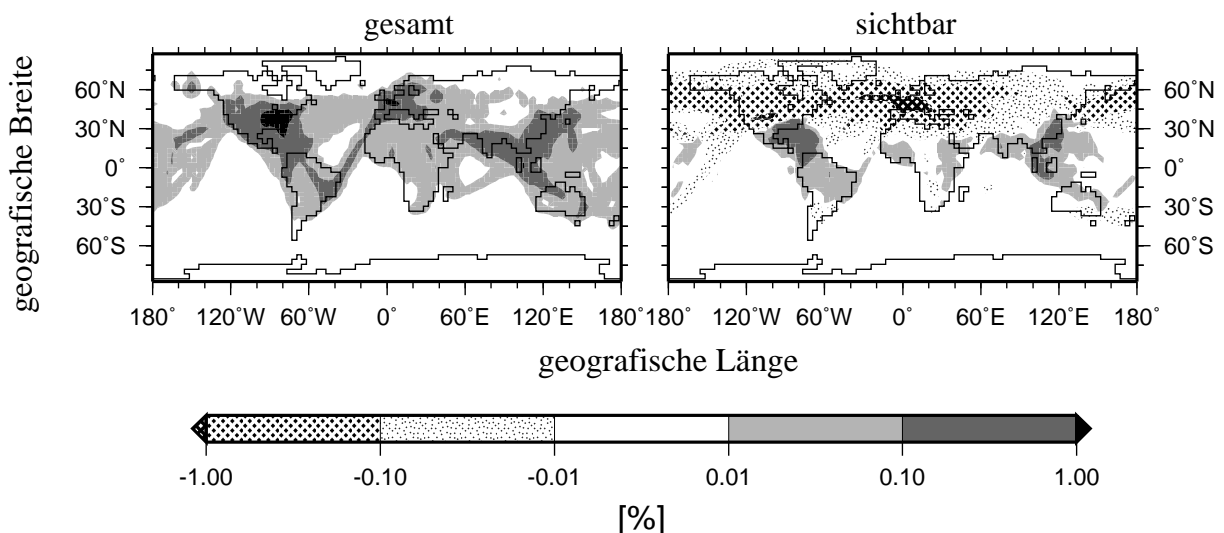 gesamt
sichtbar
geografische Breite
60˚N
30˚N
0˚
30˚S
60˚S
60˚N
30˚N
0˚
30˚S
60˚S
180˚ 120˚W 60˚W 0˚ 60˚E 120˚E 180˚
180˚ 120˚W 60˚W 0˚ 60˚E 120˚E 180˚
geografische Länge
-1.00 -0.10 -0.01 0.01 0.10 1.00
[%]